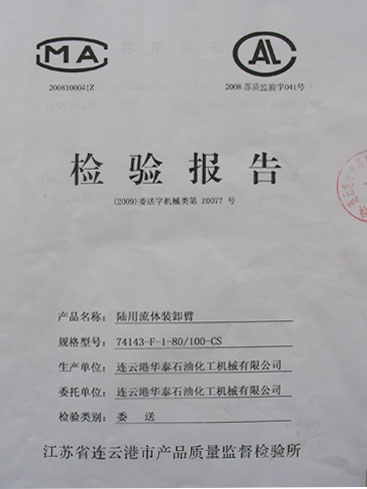 MA
CAL
2008100041Z
2008 苏质监验字041号
检验报告
(2009)委送字机械类第 Z0077 号
产品名称: 陆用流体装卸臂
规格型号: 74143-F-1-80/100-CS
生产单位: 连云港华泰石油化工机械有限公司
委托单位: 连云港华泰石油化工机械有限公司
检验类别: 委 送
江苏省连云港市产品质量监督检验所